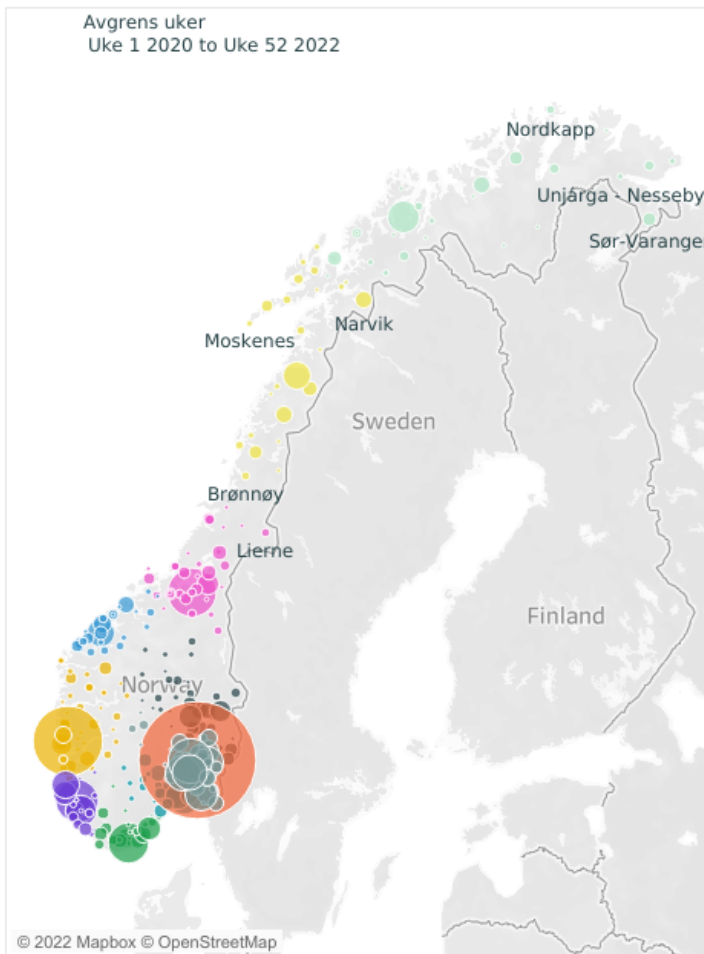 Avgrens uker
Uke 1 2020 to Uke 52 2022
Nordkapp
Unjárga - Nesseby
Sør-Varange
Narvik
Moskenes
Sweden
Brønnøy
Lierne
Finland
Norway
© 2022 Mapbox © OpenStreetMap